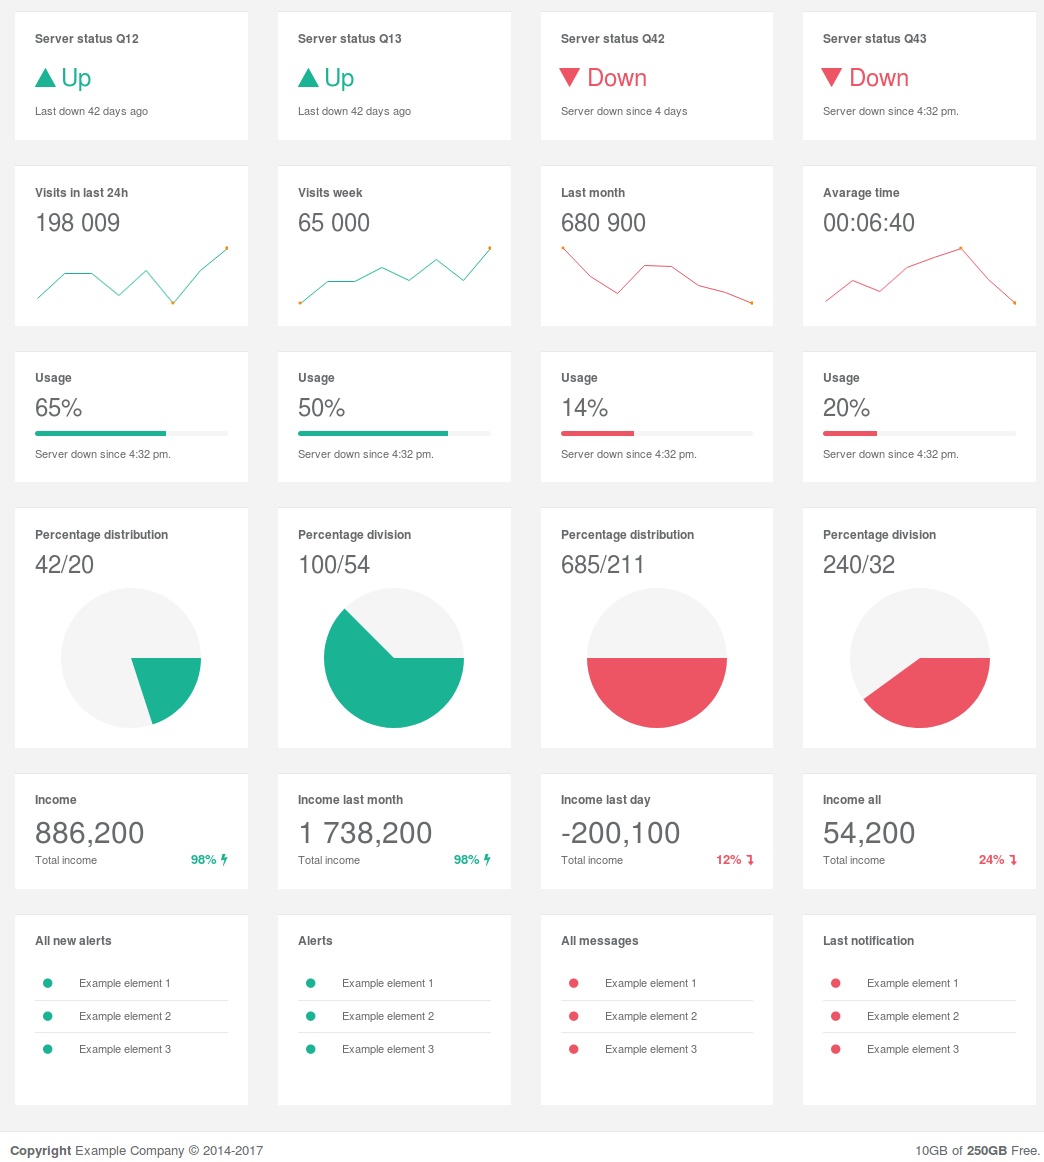 Server status Q12
Server status Q13
Server status Q42
Server status Q43
Up
Up
Down
Down
Last down 42 days ago
Last down 42 days ago
Server down since 4 days
Server down since 4:32 pm.
Visits in last 24h
Visits week
Last month
Avarage time
198 009
65 000
680 900
00:06:40
Usage
Usage
Usage
Usage
65%
50%
14%
20%
Server down since 4:32 pm.
Server down since 4:32 pm.
Server down since 4:32 pm.
Server down since 4:32 pm.
Percentage distribution
Percentage division
Percentage distribution
Percentage division
42/20
100/54
685/211
240/32
Income
Income last month
Income last day
Income all
886,200
1 738,200
-200,100
54,200
Total income 98%
Total income 98%
Total income 12%
Total income 24%
All new alerts
Alerts
All messages
Last notification
Example element 1
Example element 1
Example element 1
Example element 1
Example element 2
Example element 2
Example element 2
Example element 2
Example element 3
Example element 3
Example element 3
Example element 3
Copyright Example Company © 2014-2017
10GB of 250GB Free.